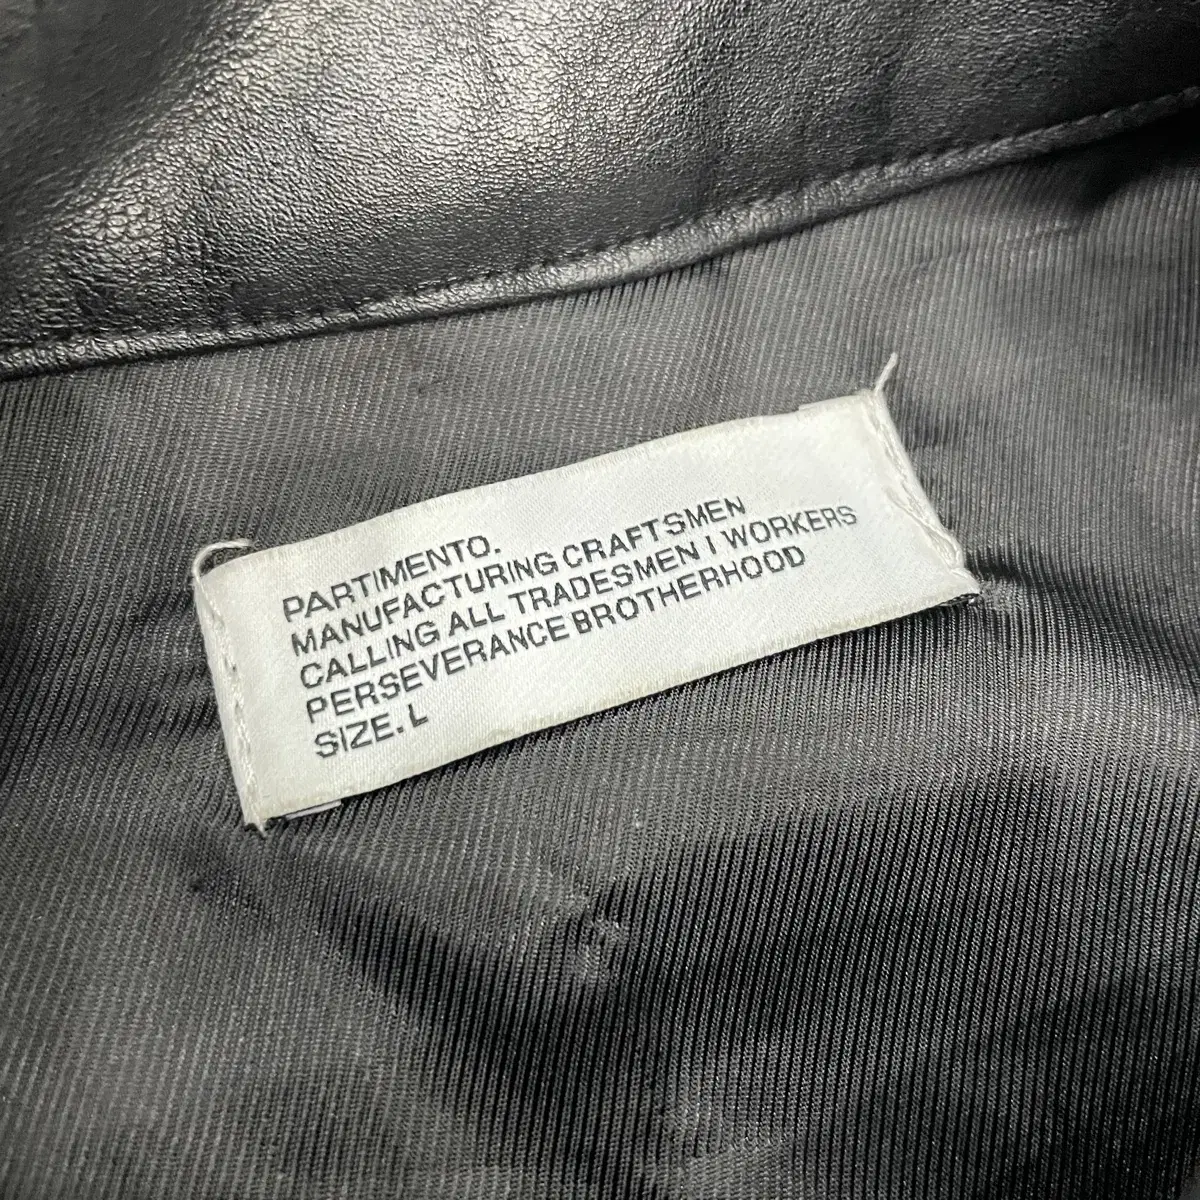 PARTIMENTO.
MANUFACTURING CRAFTSMEN
CALLING ALL TRADESMEN I WORKERS
PERSEVERANCE BROTHERHOOD
SIZE. L